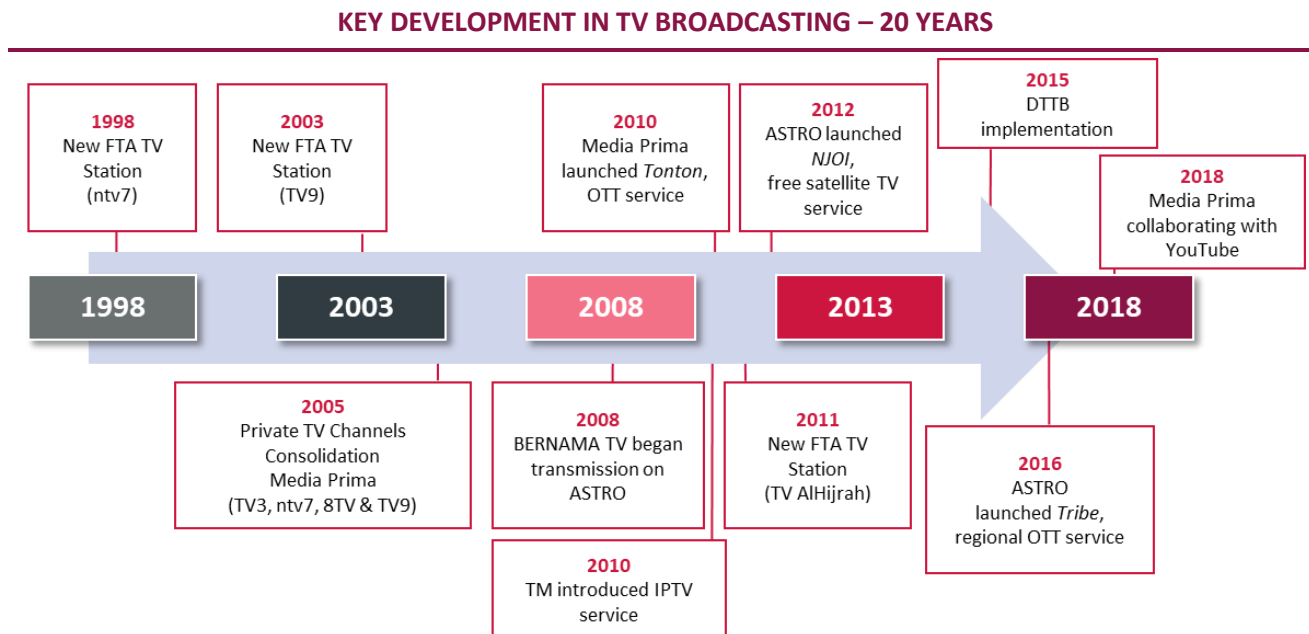 KEY DEVELOPMENT IN TV BROADCASTING – 20 YEARS
1998
New FTA TV
Station
(ntv7)
2003
New FTA TV
Station
(TV9)
2010
Media Prima
launched Tonton,
OTT service
2012
ASTRO launched
NJOI,
free satellite TV
service
2015
DTTB
implementation
2018
Media Prima
collaborating with
YouTube
1998
2003
2008
2013
2018
2005
Private TV Channels
Consolidation
Media Prima
(TV3, ntv7, 8TV & TV9)
2008
BERNAMA TV began
transmission on
ASTRO
2010
TM introduced IPTV
service
2011
New FTA TV
Station
(TV AlHijrah)
2016
ASTRO
launched Tribe,
regional OTT service